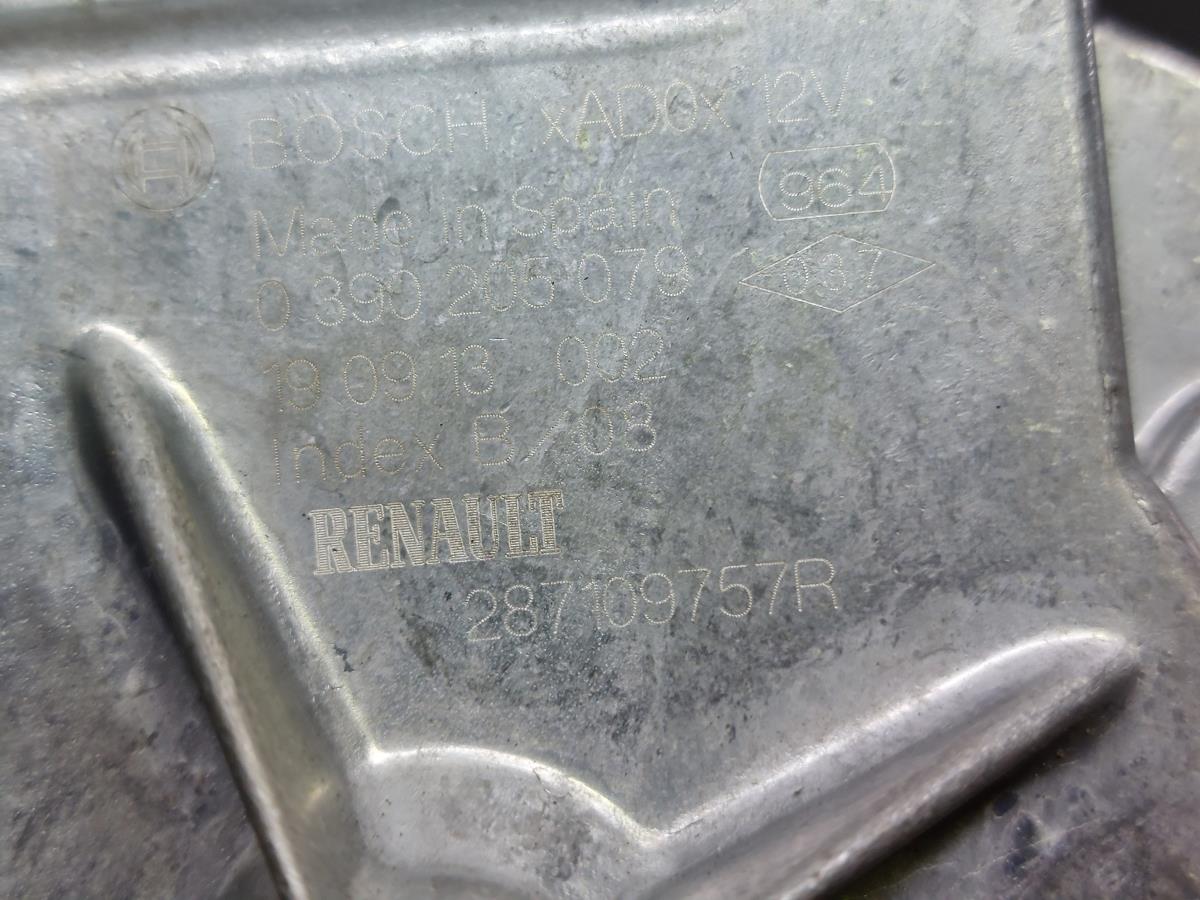 BOSCH xAD0x 12V
964
Made in Spain
0 390 205 079
037
19 09 13 002
Index B / 03
RENAULT
287109757R